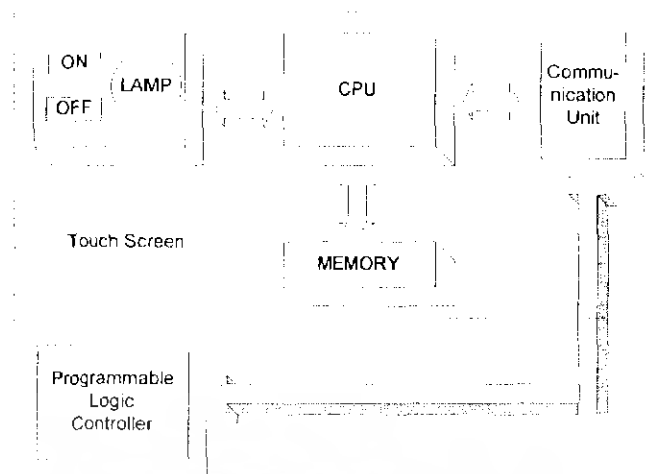 ON
OFF
LAMP
CPU
Commu-
nication
Unit
Touch Screen
MEMORY
Programmable
Logic
Controller